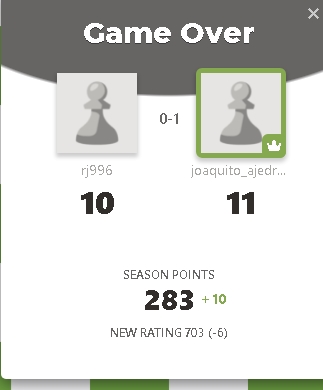 Game Over
0-1
rj996 joaquito_ajedr...
10 11
SEASON POINTS
283 + 10
NEW RATING 703 (-6)